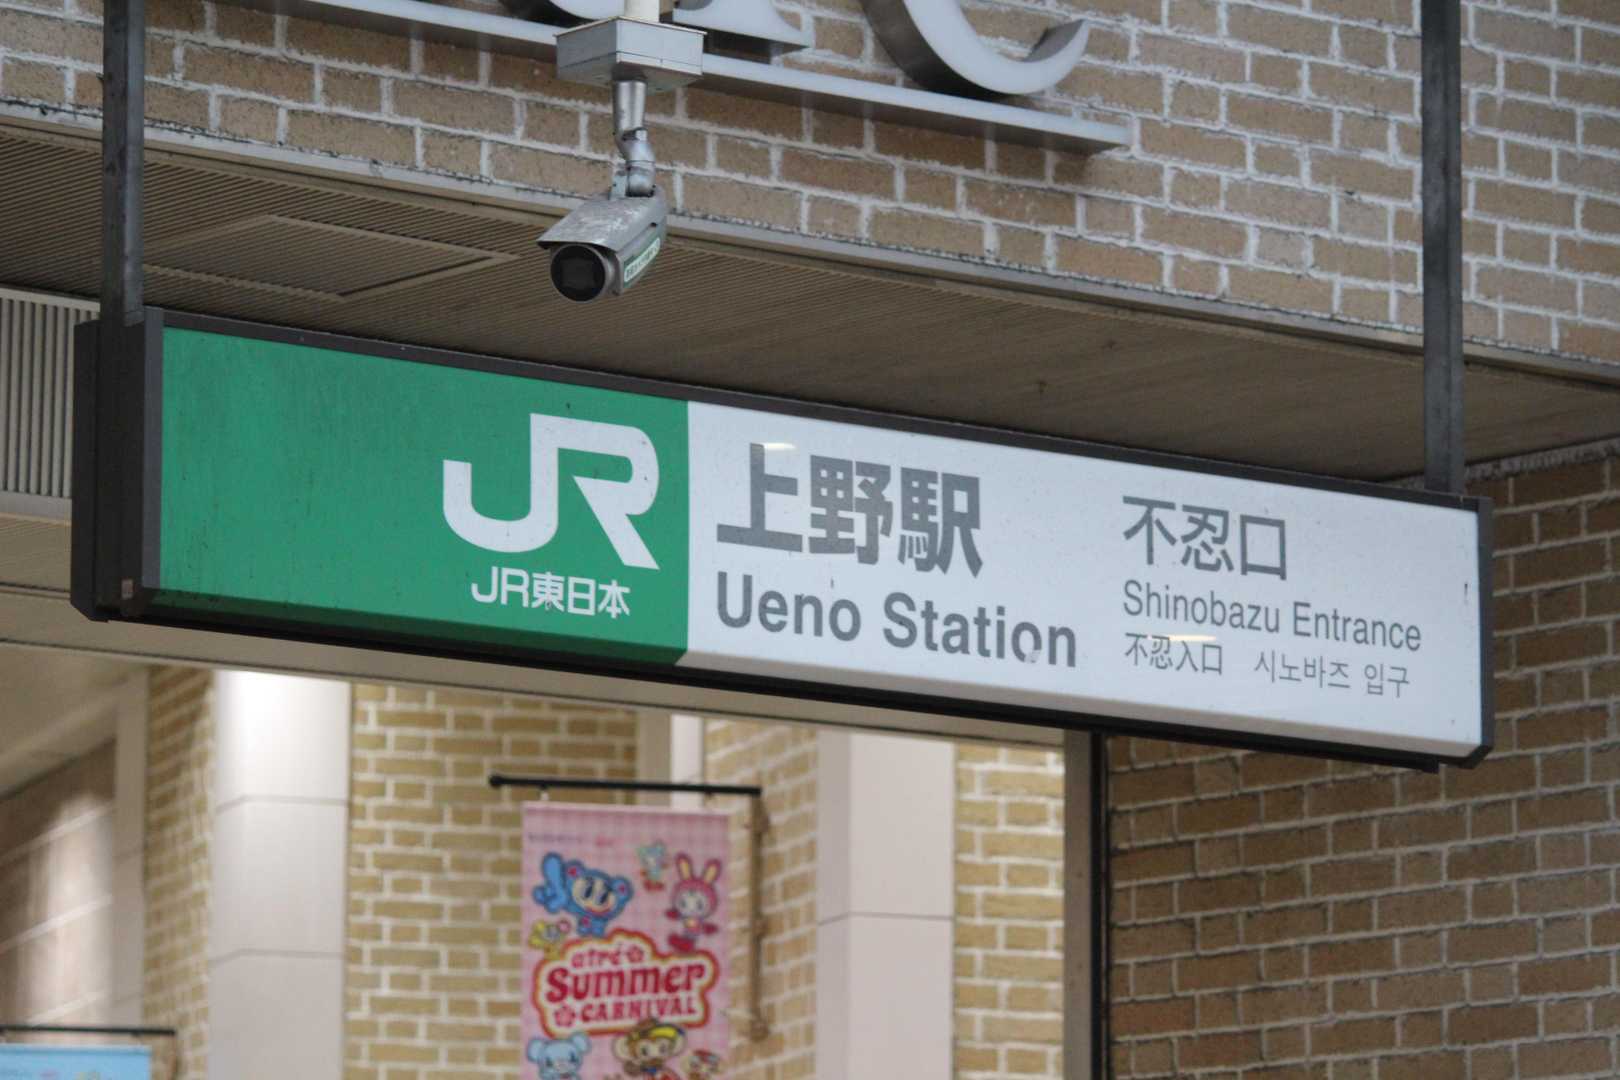 JR
JR東日本
上野駅
Ueno Station
不忍口
Shinobazu Entrance
不忍入口 시노바즈 입구
atré
Summer
CARNIVAL